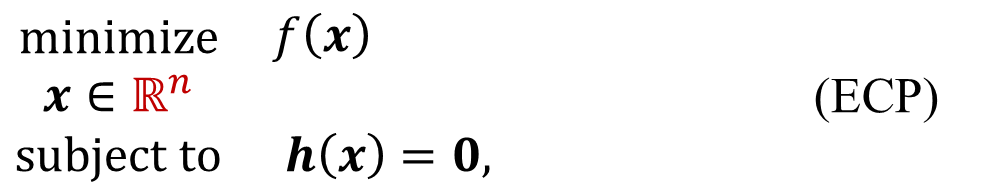 minimize f(x)
x ∈ ℝⁿ (ECP)
subject to h(x) = 0,